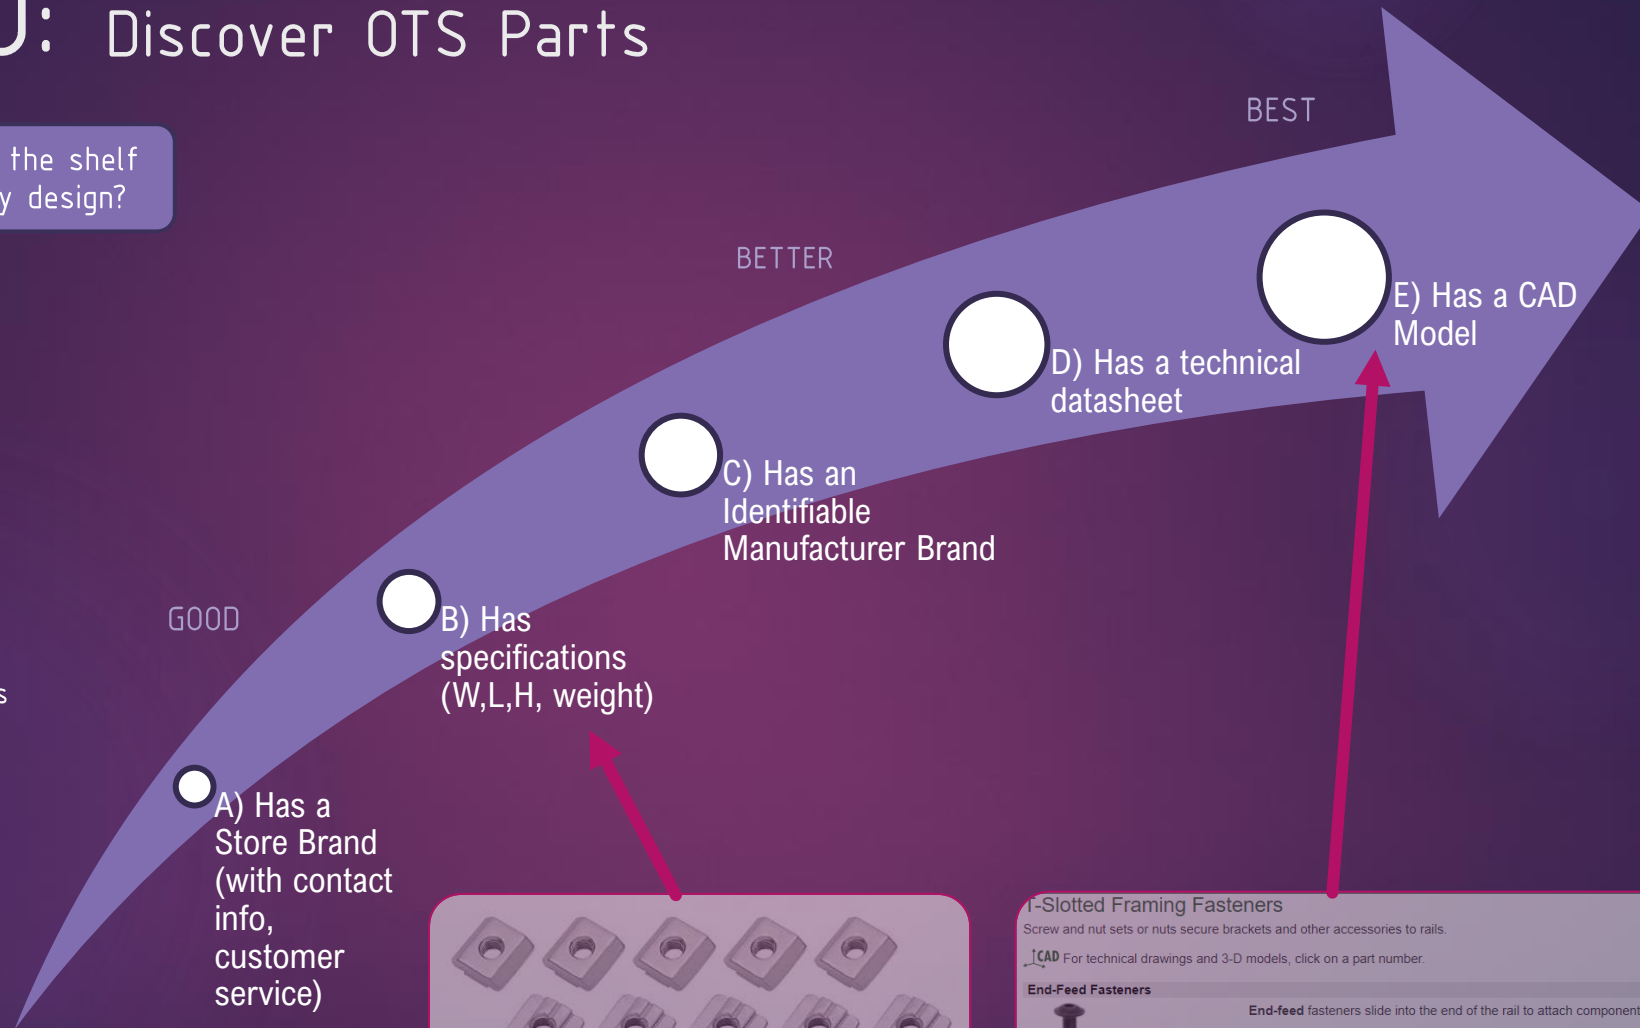 : Discover OTS Parts
the shelf
y design?
BEST
BETTER
GOOD
E) Has a CAD
Model
D) Has a technical
datasheet
C) Has an
Identifiable
Manufacturer Brand
B) Has
specifications
(W,L,H, weight)
s
A) Has a
Store Brand
(with contact
info,
customer
service)
T-Slotted Framing Fasteners
Screw and nut sets or nuts secure brackets and other accessories to rails.
CAD For technical drawings and 3-D models, click on a part number.
End-Feed Fasteners
End-feed fasteners slide into the end of the rail to attach component